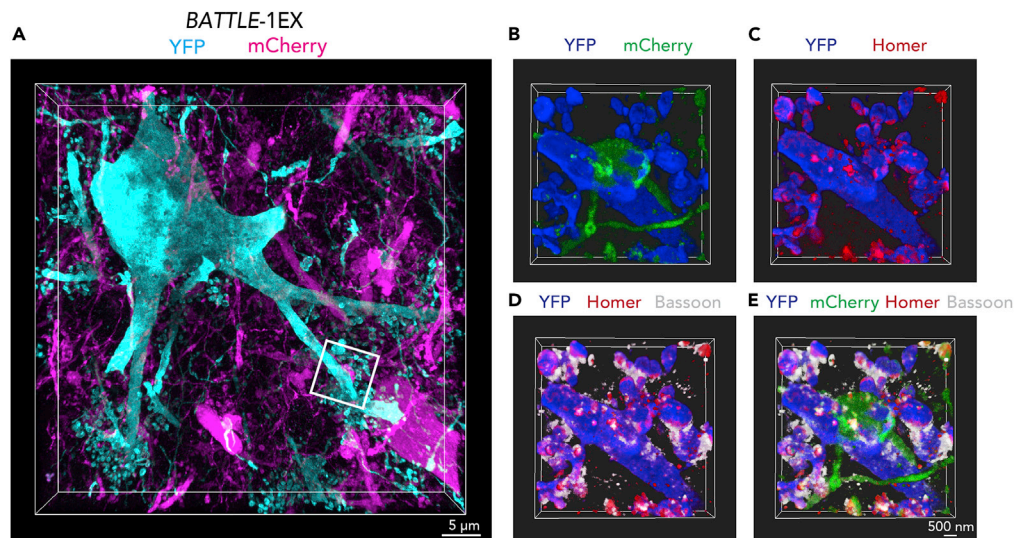 BATTLE-1EX
A YFP mCherry
B YFP mCherry
C YFP Homer
5 µm
D YFP Homer Bassoon
E YFP mCherry Homer Bassoon
500 nm